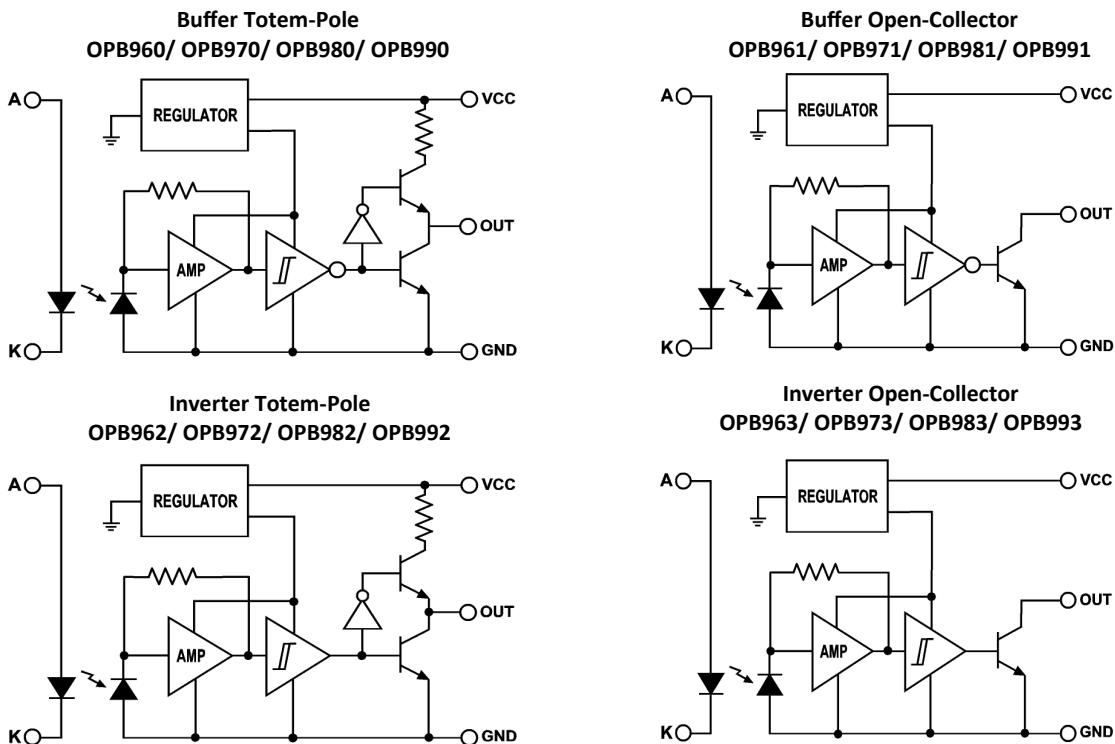 Buffer Totem-Pole
OPB960/ OPB970/ OPB980/ OPB990
A
REGULATOR
VCC
AMP
OUT
K
GND
Buffer Open-Collector
OPB961/ OPB971/ OPB981/ OPB991
A
REGULATOR
VCC
OUT
AMP
K
GND
Inverter Totem-Pole
OPB962/ OPB972/ OPB982/ OPB992
A
REGULATOR
VCC
OUT
AMP
K
GND
Inverter Open-Collector
OPB963/ OPB973/ OPB983/ OPB993
A
REGULATOR
VCC
OUT
AMP
K
GND